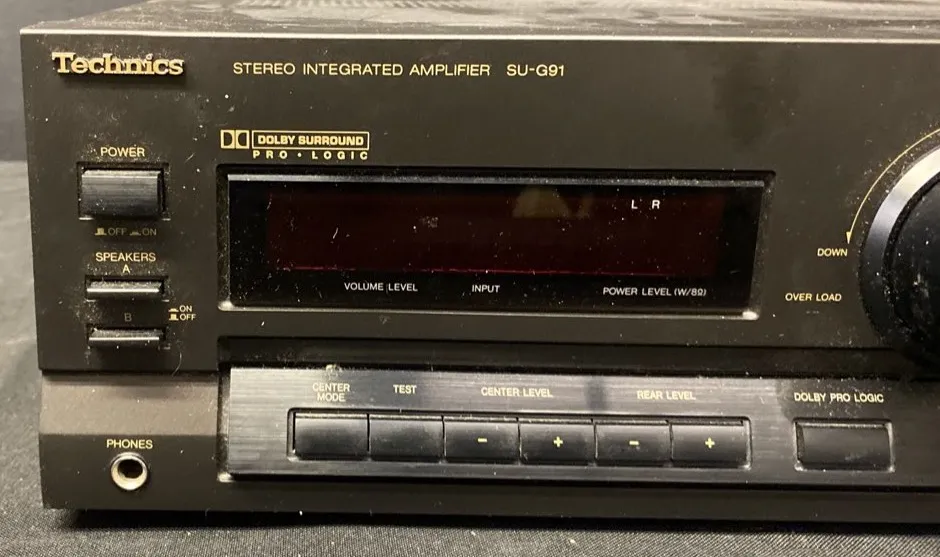 Technics
STEREO INTEGRATED AMPLIFIER SU-G91
DOLBY SURROUND
PRO • LOGIC
POWER
OFF ON
SPEAKERS
A
B
ON
OFF
PHONES
L R
VOLUME LEVEL INPUT POWER LEVEL (W/8Ω)
DOWN
OVER LOAD
CENTER
MODE
TEST
CENTER LEVEL
REAR LEVEL
DOLBY PRO LOGIC
- + - +